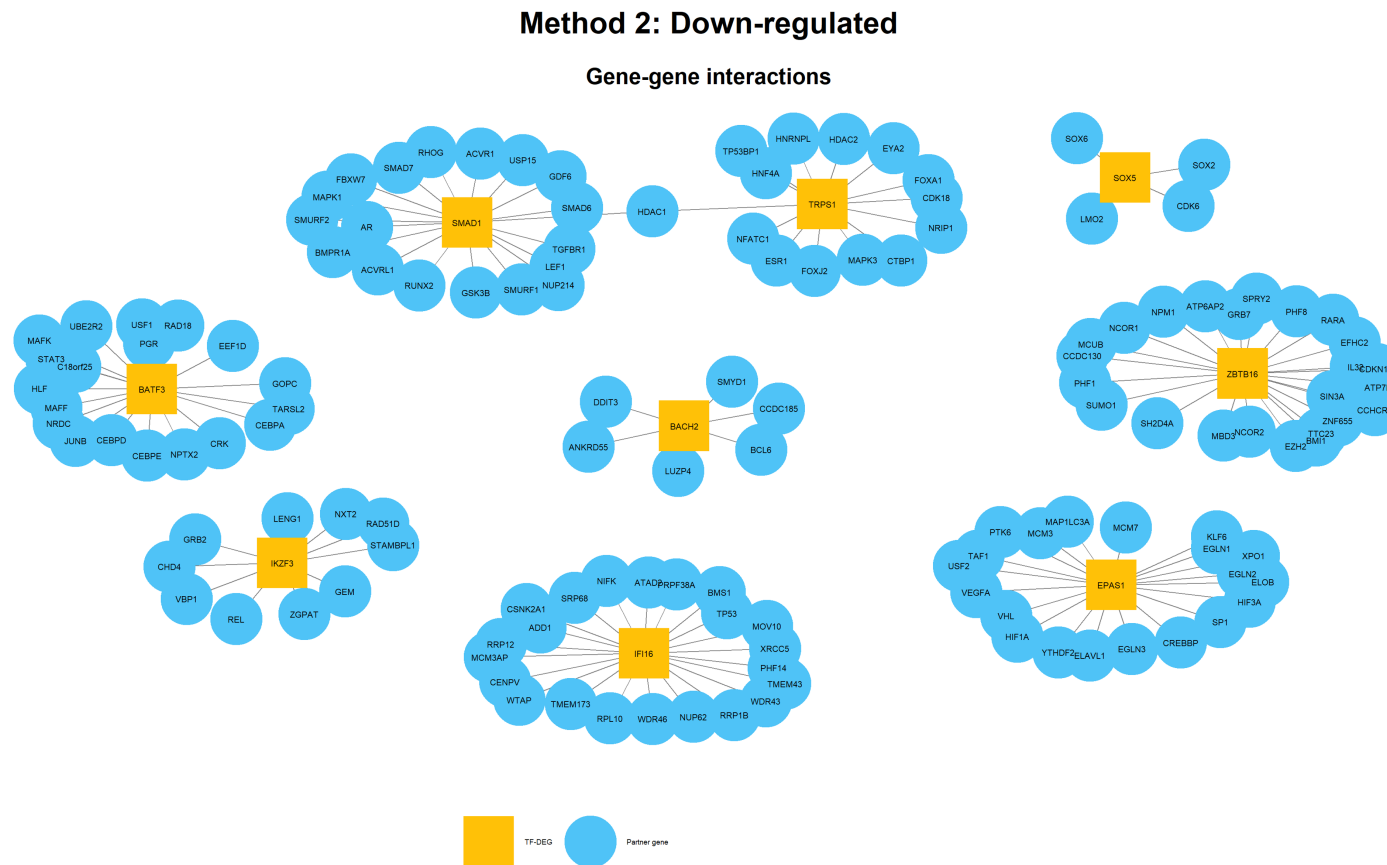 Method 2: Down-regulated
Gene-gene interactions
RHOG
ACVR1
USP15
SMAD7
GDF6
FBXW7
MAPK1
SMAD6
SMURF2
AR
SMAD1
HDAC1
BMPR1A
TGFBR1
ACVRL1
LEF1
RUNX2
GSK3B
SMURF1
NUP214
HNRNPL
HDAC2
TP53BP1
EYA2
HNF4A
FOXA1
CDK18
TRPS1
NRIP1
NFATC1
ESR1
FOXJ2
MAPK3
CTBP1
SOX6
SOX2
SOX5
CDK6
LMO2
UBE2R2
USF1
RAD18
MAFK
PGR
EEF1D
STAT3
C18orf25
HLF
BATF3
GOPC
MAFF
TARSL2
NRDC
CEBPA
JUNB
CEBPD
CRK
CEBPE
NPTX2
SMYD1
DDIT3
CCDC185
BACH2
ANKRD55
BCL6
LUZP4
SPRY2
ATP6AP2
NPM1
GRB7
PHF8
RARA
NCOR1
EFHC2
MCUB
CCDC130
IL32
CDKN1
ZBTB16
PHF1
ATP7
SIN3A
SUMO1
CCHCR
SH2D4A
ZNF655
MBD3
NCOR2
TTC23
BMI1
EZH2
LENG1
NXT2
RAD51D
GRB2
STAMBPL1
CHD4
IKZF3
VBP1
GEM
REL
ZGPAT
NIFK
ATAD2
PRPF38A
SRP68
BMS1
CSNK2A1
TP53
ADD1
MOV10
RRP12
XRCC5
MCM3AP
IFI16
PHF14
CENPV
TMEM43
WTAP
TMEM173
WDR43
RPL10
WDR46
NUP62
RRP1B
MAP1LC3A
MCM7
PTK6
MCM3
KLF6
EGLN1
TAF1
XPO1
USF2
EGLN2
EPAS1
ELOB
VEGFA
HIF3A
VHL
SP1
HIF1A
CREBBP
YTHDF2
ELAVL1
EGLN3
TF-DEG
Partner gene